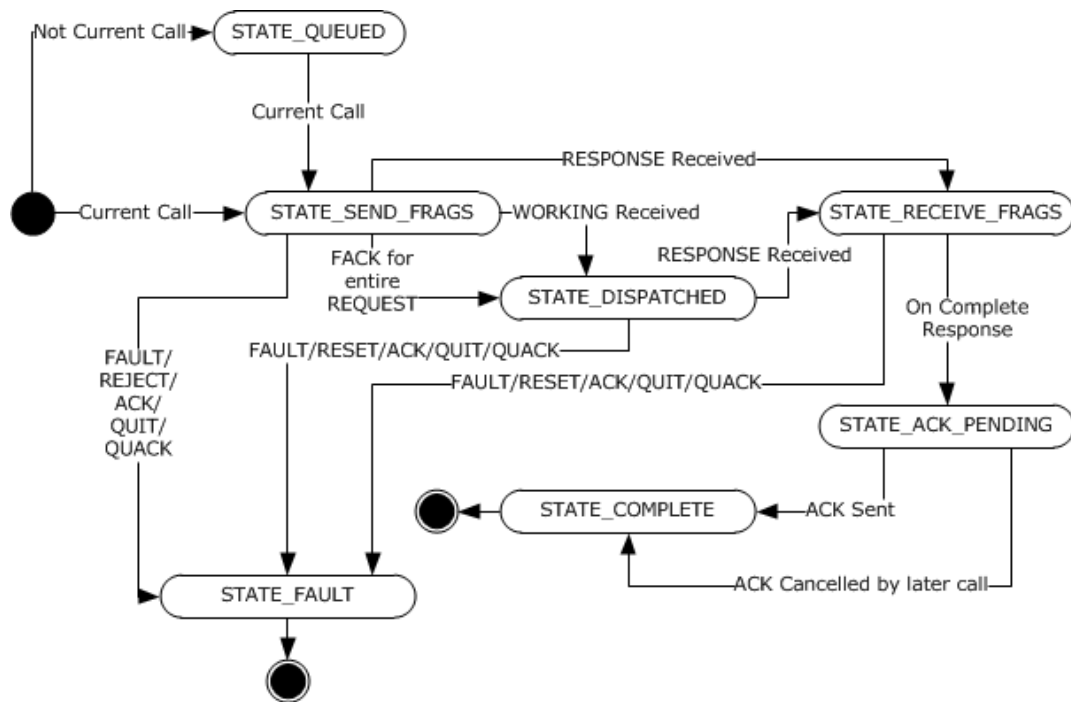 Not Current Call
STATE_QUEUED
Current Call
RESPONSE Received
Current Call
STATE_SEND_FRAGS
WORKING Received
STATE_RECEIVE_FRAGS
FACK for
entire
REQUEST
RESPONSE Received
STATE_DISPATCHED
On Complete
Response
FAULT/
REJECT/
ACK/
QUIT/
QUACK
FAULT/RESET/ACK/QUIT/QUACK
FAULT/RESET/ACK/QUIT/QUACK
STATE_ACK_PENDING
STATE_COMPLETE
ACK Sent
ACK Cancelled by later call
STATE_FAULT